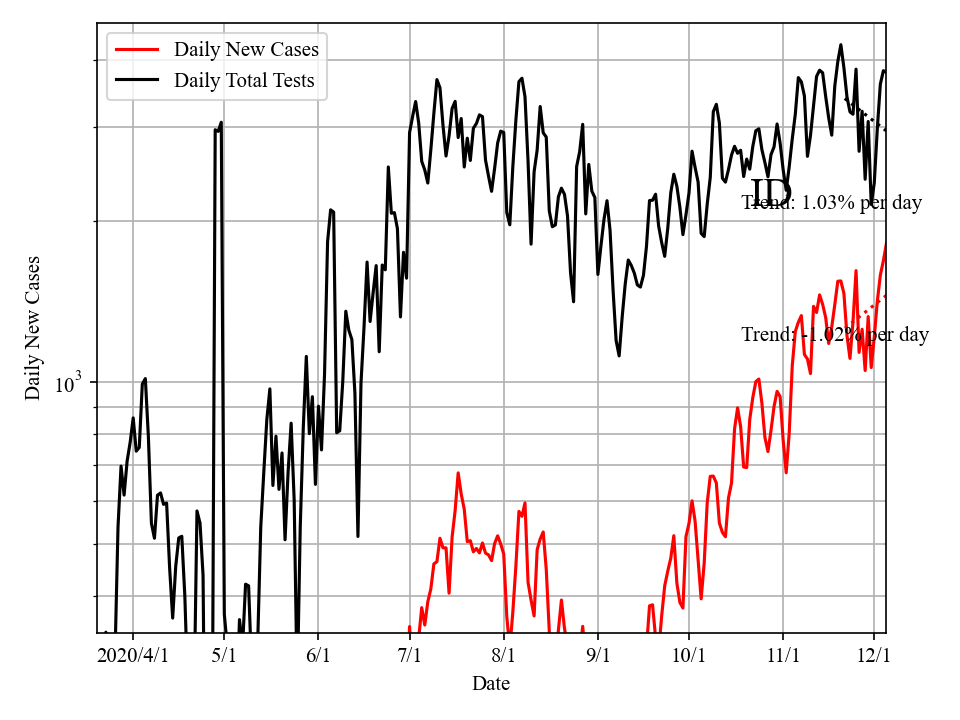 Daily New Cases
Daily Total Tests
ID
Trend: 1.03% per day
Trend: -1.02% per day
Daily New Cases
10³
2020/4/1 5/1 6/1 7/1 8/1 9/1 10/1 11/1 12/1
Date